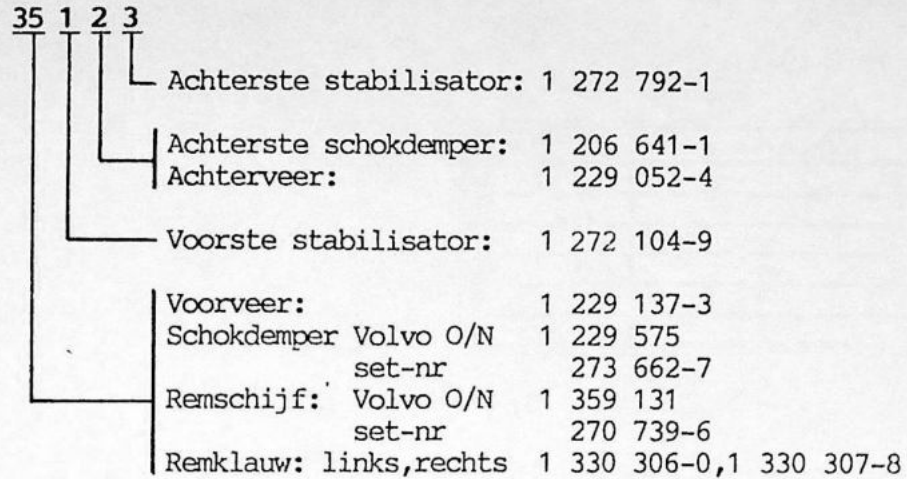 35 1 2 3
Achterste stabilisator: 1 272 792-1
Achterste schokdemper: 1 206 641-1
Achterveer: 1 229 052-4
Voorste stabilisator: 1 272 104-9
Voorveer: 1 229 137-3
Schokdemper Volvo O/N 1 229 575
set-nr 273 662-7
Remschijf: Volvo O/N 1 359 131
set-nr 270 739-6
Remklauw: links,rechts 1 330 306-0,1 330 307-8